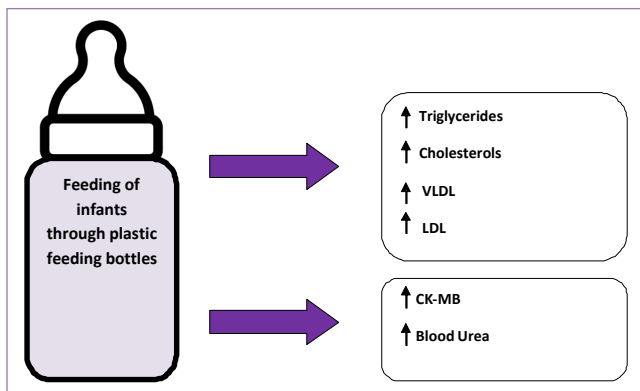 Feeding of
infants
through plastic
feeding bottles
Triglycerides
Cholesterols
VLDL
LDL
CK-MB
Blood Urea